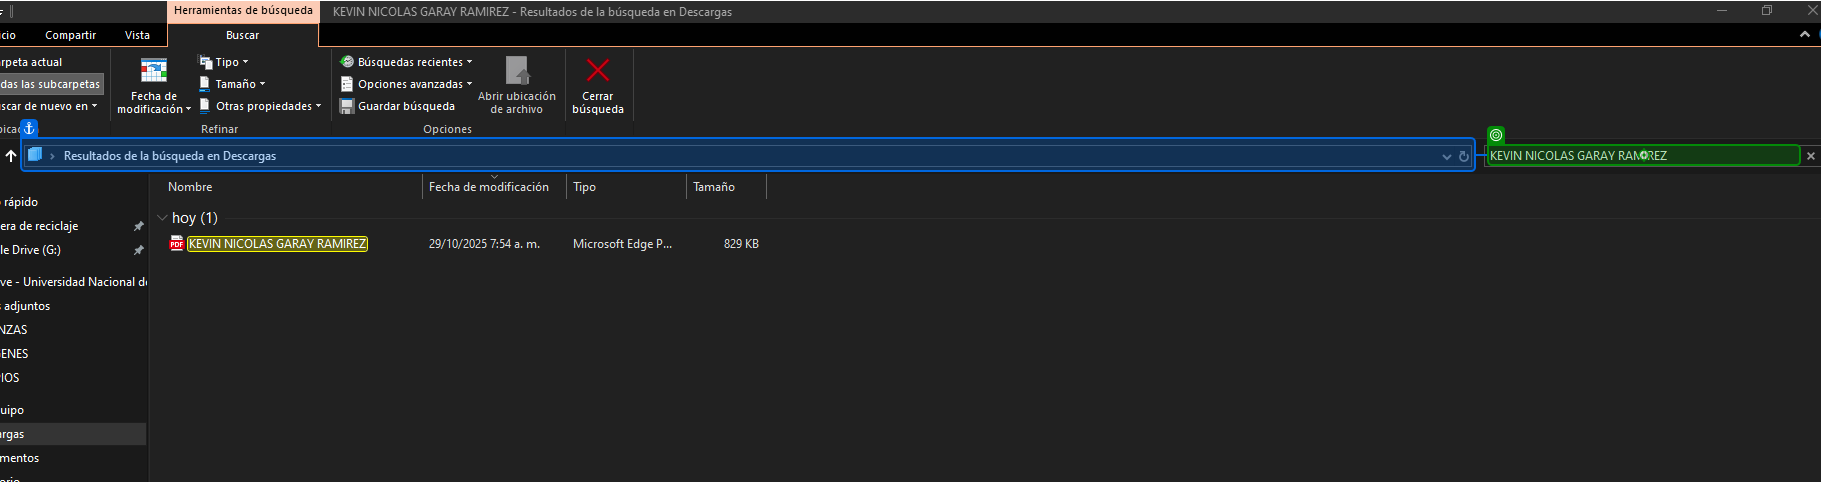 Herramientas de búsqueda
KEVIN NICOLAS GARAY RAMIREZ - Resultados de la búsqueda en Descargas
cio
Compartir
Vista
Buscar
rpeta actual
das las subcarpetas
scar de nuevo en
Fecha de
modificación
Tipo
Tamaño
Otras propiedades
Refinar
Búsquedas recientes
Opciones avanzadas
Guardar búsqueda
Abrir ubicación
de archivo
Opciones
Cerrar
búsqueda
Resultados de la búsqueda en Descargas
KEVIN NICOLAS GARAY RAMIREZ
Nombre
Fecha de modificación
Tipo
Tamaño
hoy (1)
PDF
KEVIN NICOLAS GARAY RAMIREZ
29/10/2025 7:54 a. m.
Microsoft Edge P...
829 KB
rápido
era de reciclaje
le Drive (G:)
ve - Universidad Nacional de
adjuntos
NZAS
GENES
IOS
uipo
rgas
mentos